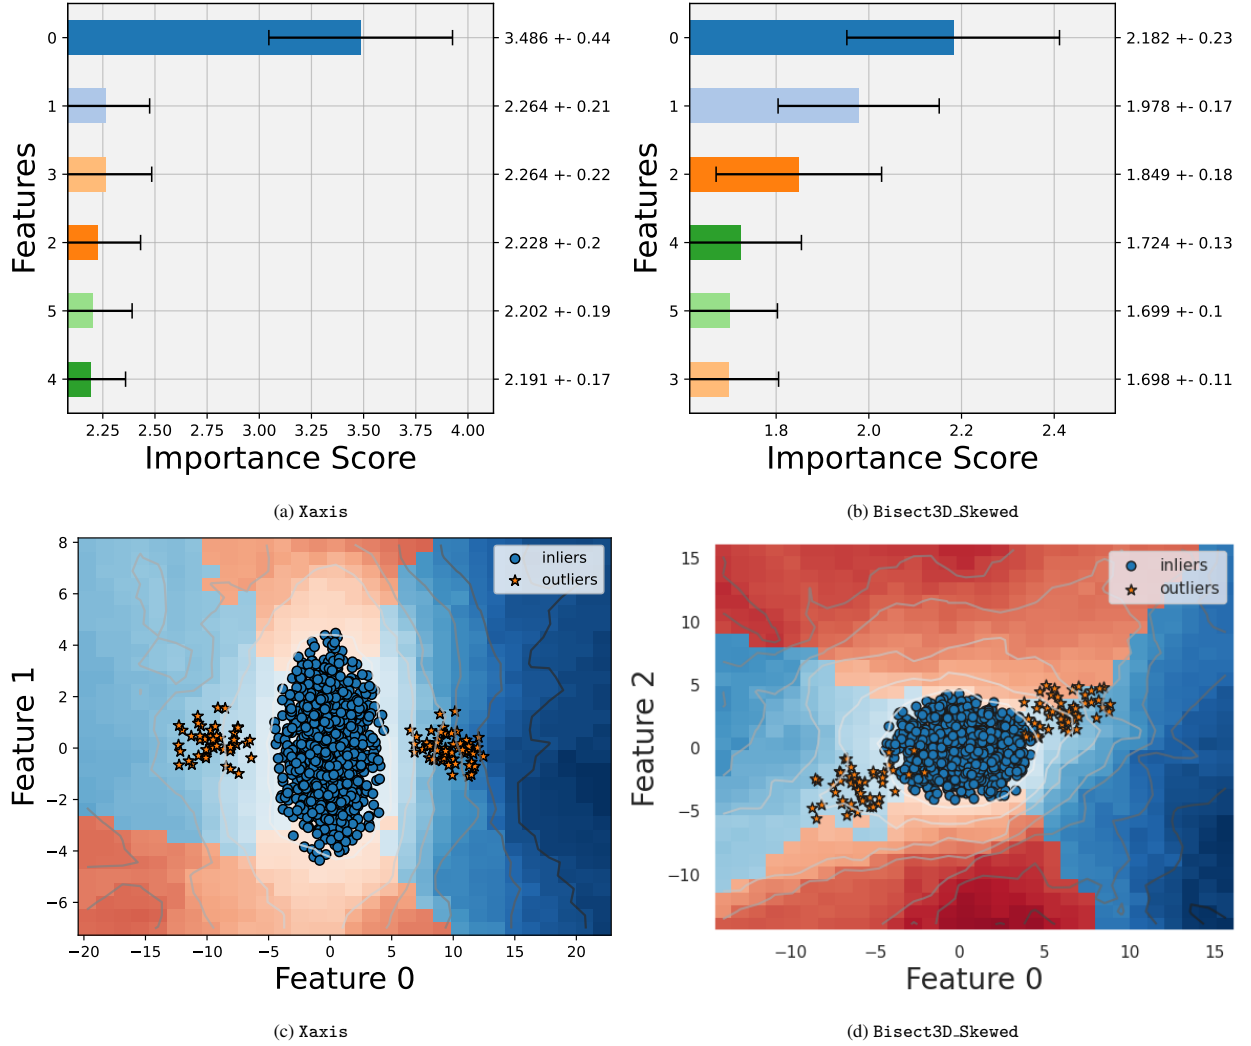 0
1
3
2
5
4
Features
3.486 +- 0.44
2.264 +- 0.21
2.264 +- 0.22
2.228 +- 0.2
2.202 +- 0.19
2.191 +- 0.17
2.25 2.50 2.75 3.00 3.25 3.50 3.75 4.00
Importance Score
(a) Xaxis
0
1
2
4
5
3
Features
2.182 +- 0.23
1.978 +- 0.17
1.849 +- 0.18
1.724 +- 0.13
1.699 +- 0.1
1.698 +- 0.11
1.8 2.0 2.2 2.4
Importance Score
(b) Bisect3D_Skewed
inliers
outliers
8
6
4
2
0
−2
−4
−6
Feature 1
−20 −15 −10 −5 0 5 10 15 20
Feature 0
(c) Xaxis
inliers
outliers
15
10
5
0
−5
−10
Feature 2
−10 −5 0 5 10 15
Feature 0
(d) Bisect3D_Skewed